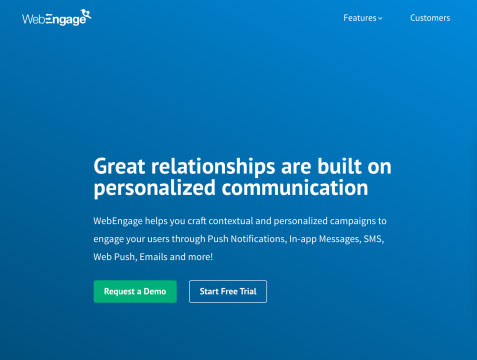 WebEngage
Features
Customers
Great relationships are built on
personalized communication
WebEngage helps you craft contextual and personalized campaigns to
engage your users through Push Notifications, In-app Messages, SMS,
Web Push, Emails and more!
Request a Demo
Start Free Trial